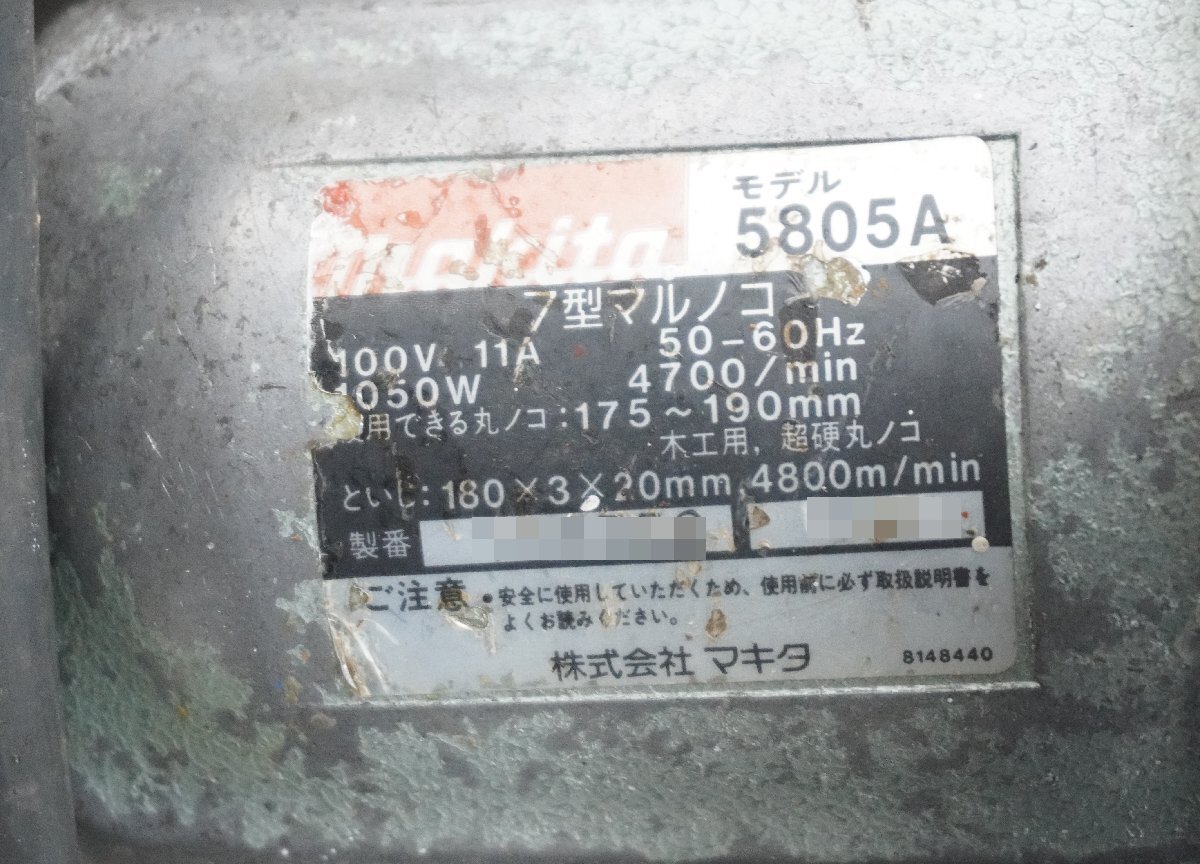 makita
モデル
5805A
7型マルノコ
100V 11A 50-60Hz
1050W 4700/min
使用できる丸ノコ:175~190mm
木工用, 超硬丸ノコ
といし:180×3×20mm 4800m/min
製番
ご注意 •安全に使用していただくため、使用前に必ず取扱説明書を
よくお読みください。
株式会社 マキタ 8148440